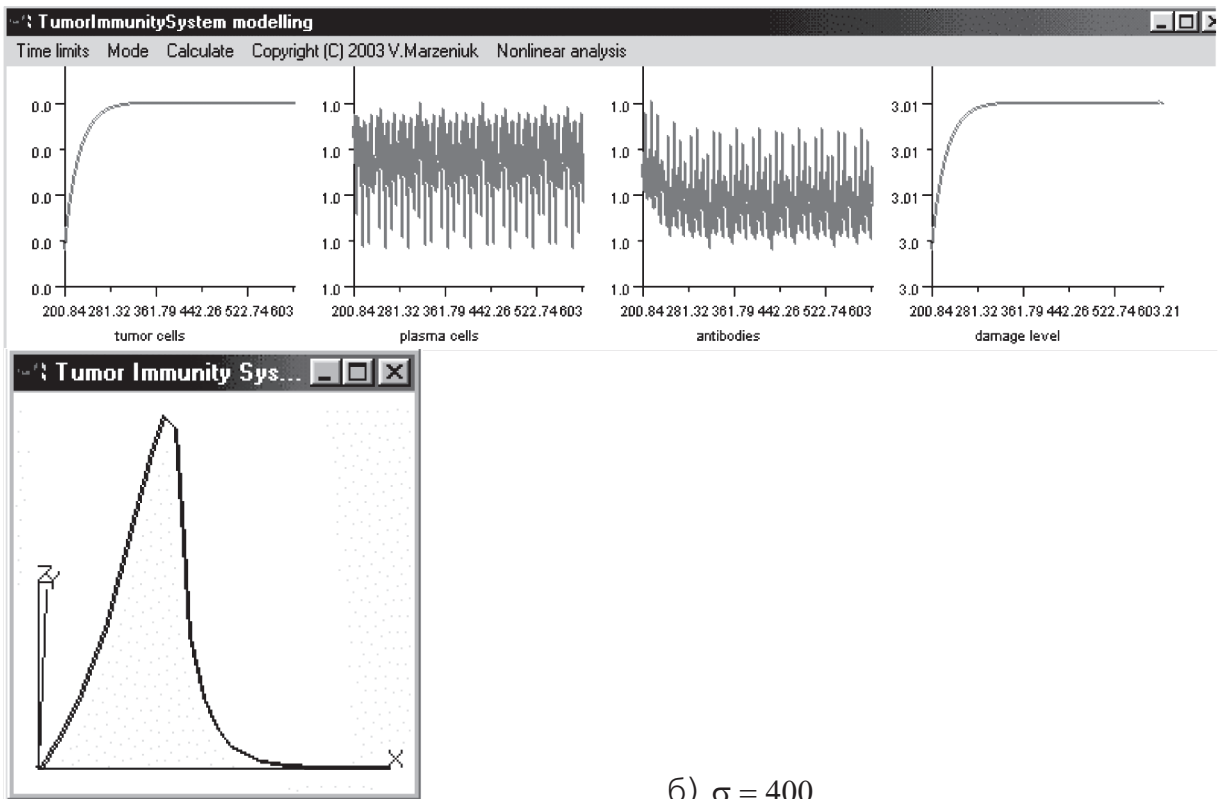 TumorImmunitySystem modelling
Time limits Mode Calculate Copyright (C) 2003 V.Marzeniuk Nonlinear analysis
0.0 1.0 1.0 3.01
0.0 1.0 1.0 3.01
0.0 1.0 1.0 3.01
0.0 1.0 1.0 3.0
0.0 1.0 1.0 3.0
200.84 281.32 361.79 442.26 522.74 603 200.84 281.32 361.79 442.26 522.74 603 200.84 281.32 361.79 442.26 522.74 603 200.84 281.32 361.79 442.26 522.74 603.21
tumor cells plasma cells antibodies damage level
Tumor Immunity Sys...
Z Y
X
б) σ = 400